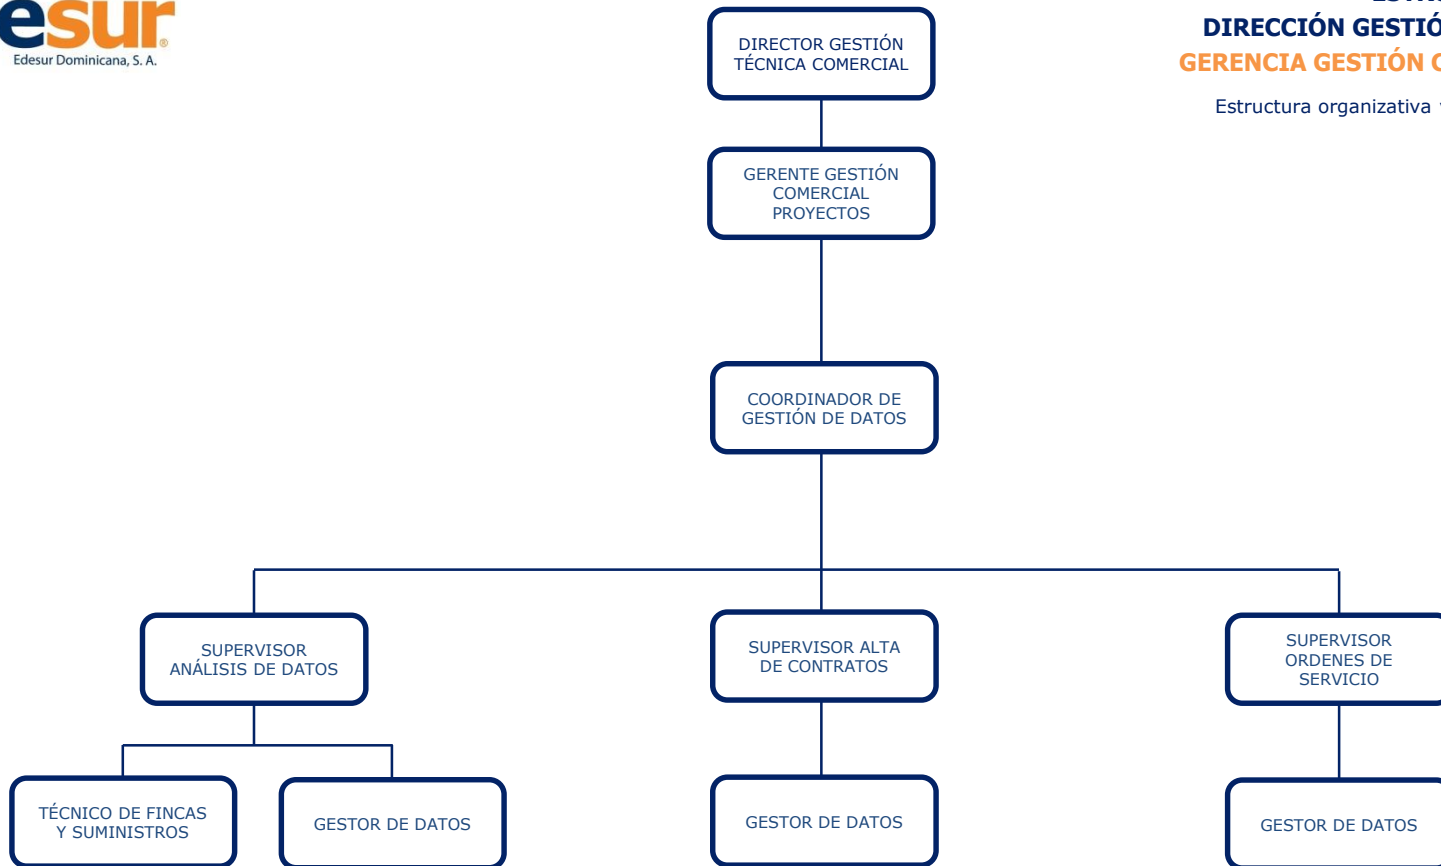 esur
Edesur Dominicana, S. A.
DIRECCIÓN
GERENCIA GESTIÓN
Estructura organizativa
DIRECTOR GESTIÓN
TÉCNICA COMERCIAL
GERENTE GESTIÓN
COMERCIAL
PROYECTOS
COORDINADOR DE
GESTIÓN DE DATOS
SUPERVISOR
ANÁLISIS DE DATOS
SUPERVISOR ALTA
DE CONTRATOS
SUPERVISOR
ORDENES DE
SERVICIO
TÉCNICO DE FINCAS
Y SUMINISTROS
GESTOR DE DATOS
GESTOR DE DATOS
GESTOR DE DATOS